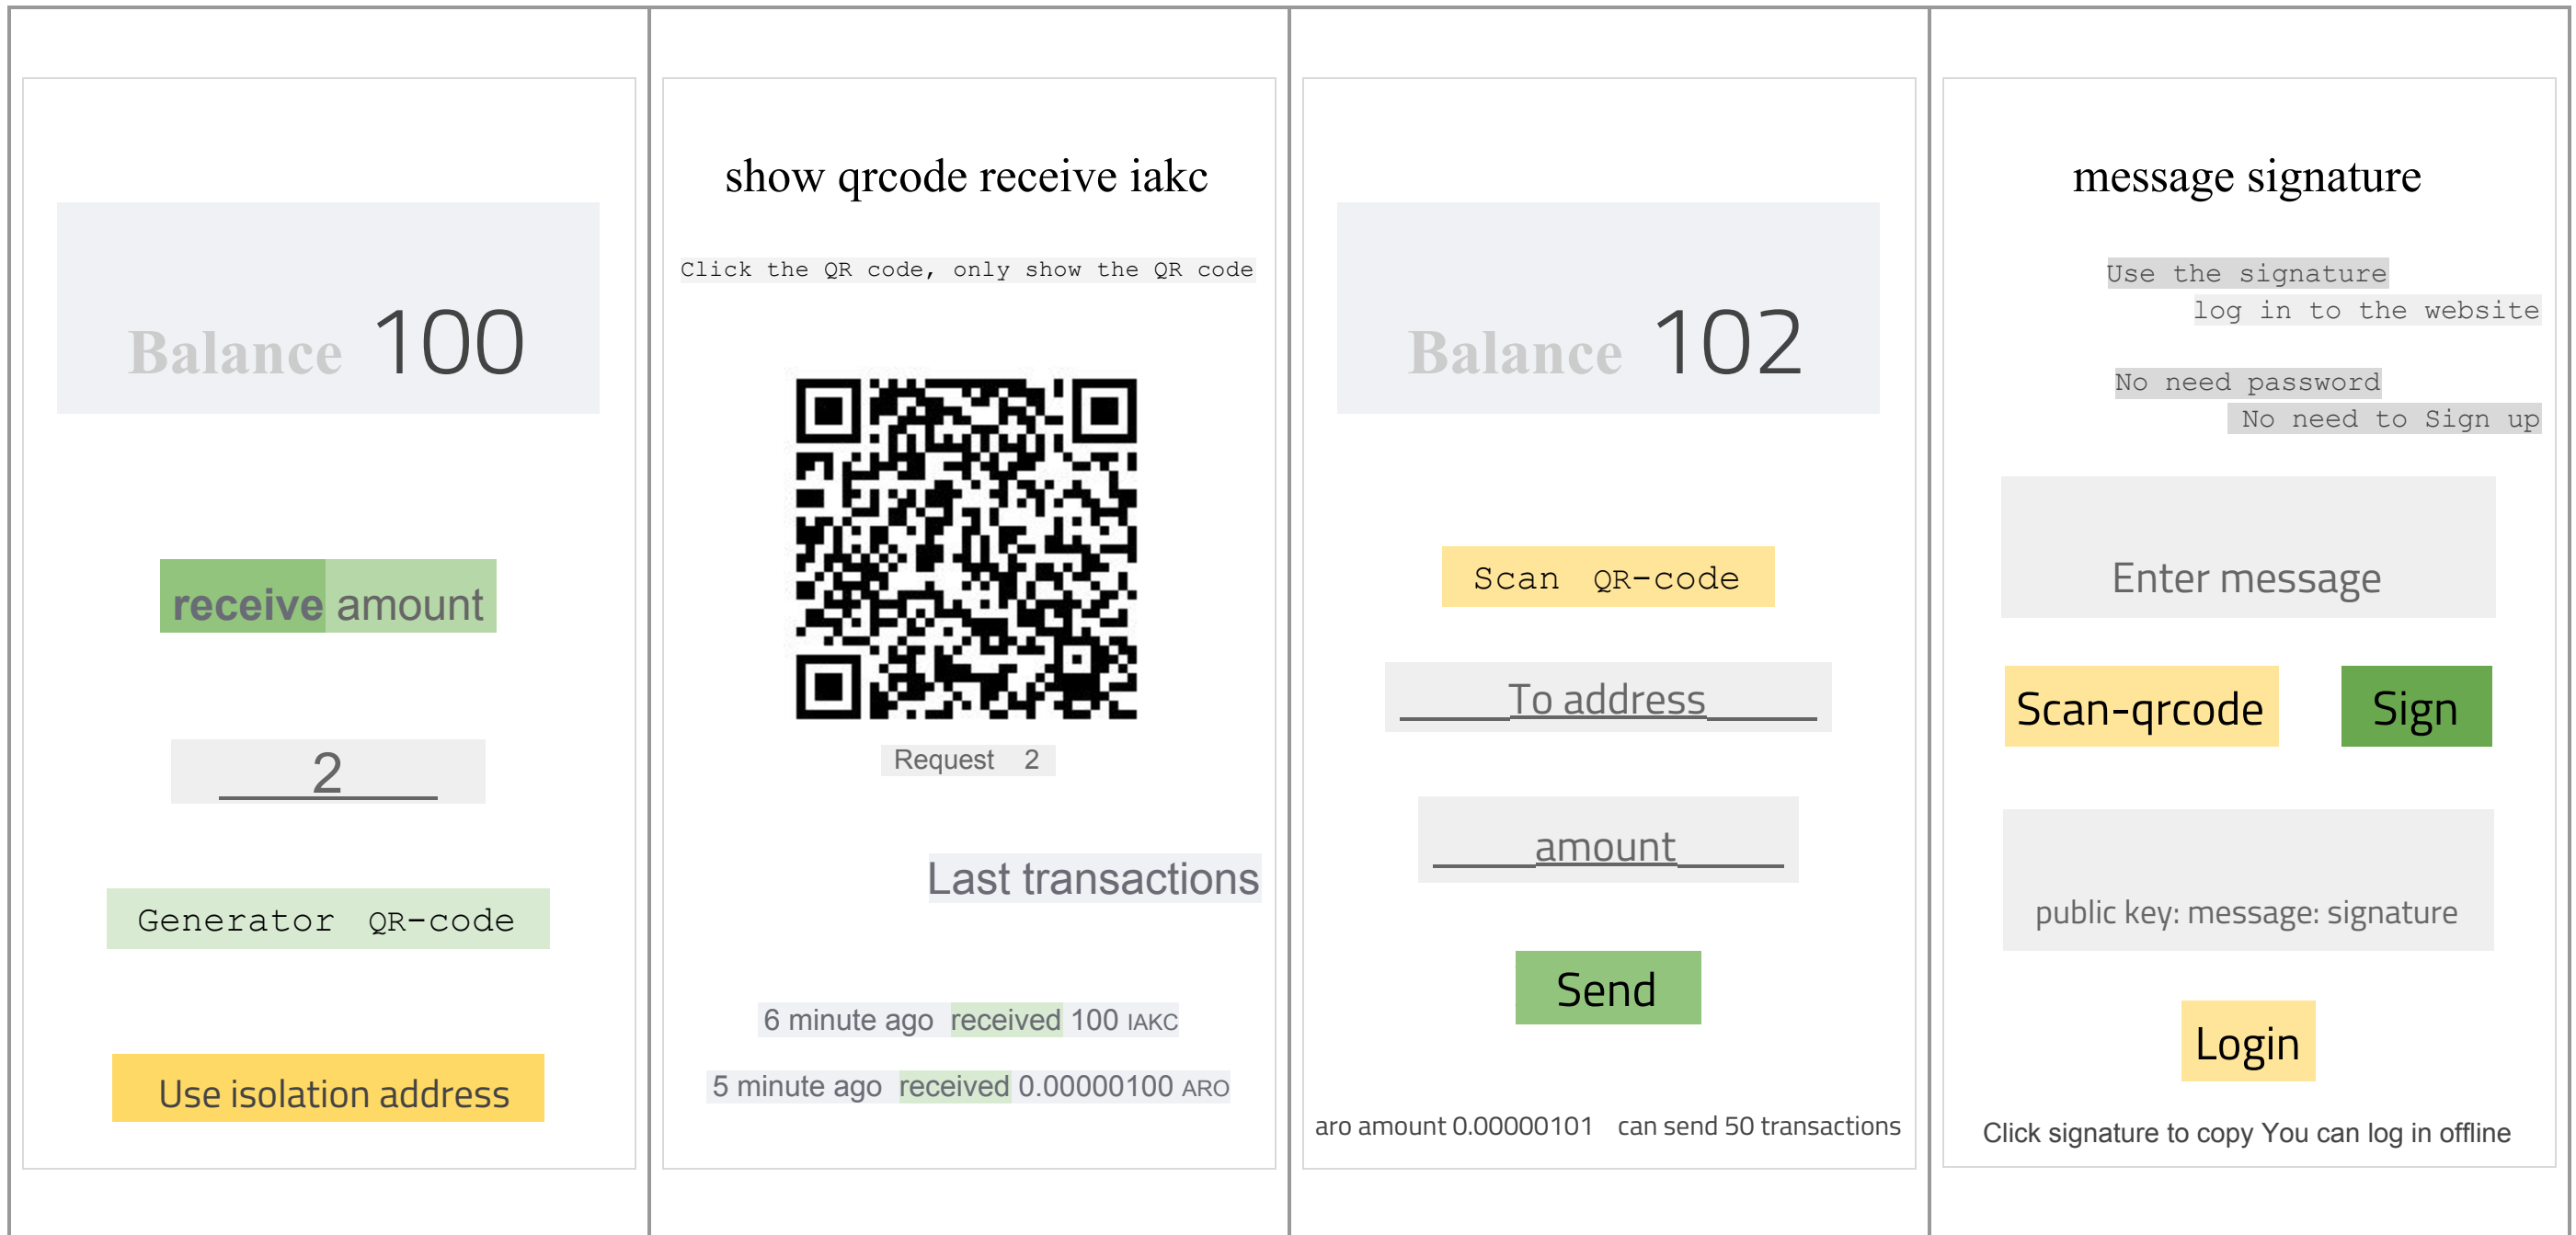 Balance 100
receive amount
2
Generator QR-code
Use isolation address
show qrcode receive iakc
Click the QR code, only show the QR code
Request 2
Last transactions
6 minute ago received 100 IAKC
5 minute ago received 0.00000100 ARO
Balance 102
Scan QR-code
To address
amount
Send
aro amount 0.00000101 can send 50 transactions
message signature
Use the signature
log in to the website
No need password
No need to Sign up
Enter message
Scan-qrcode Sign
public key: message: signature
Login
Click signature to copy You can log in offline